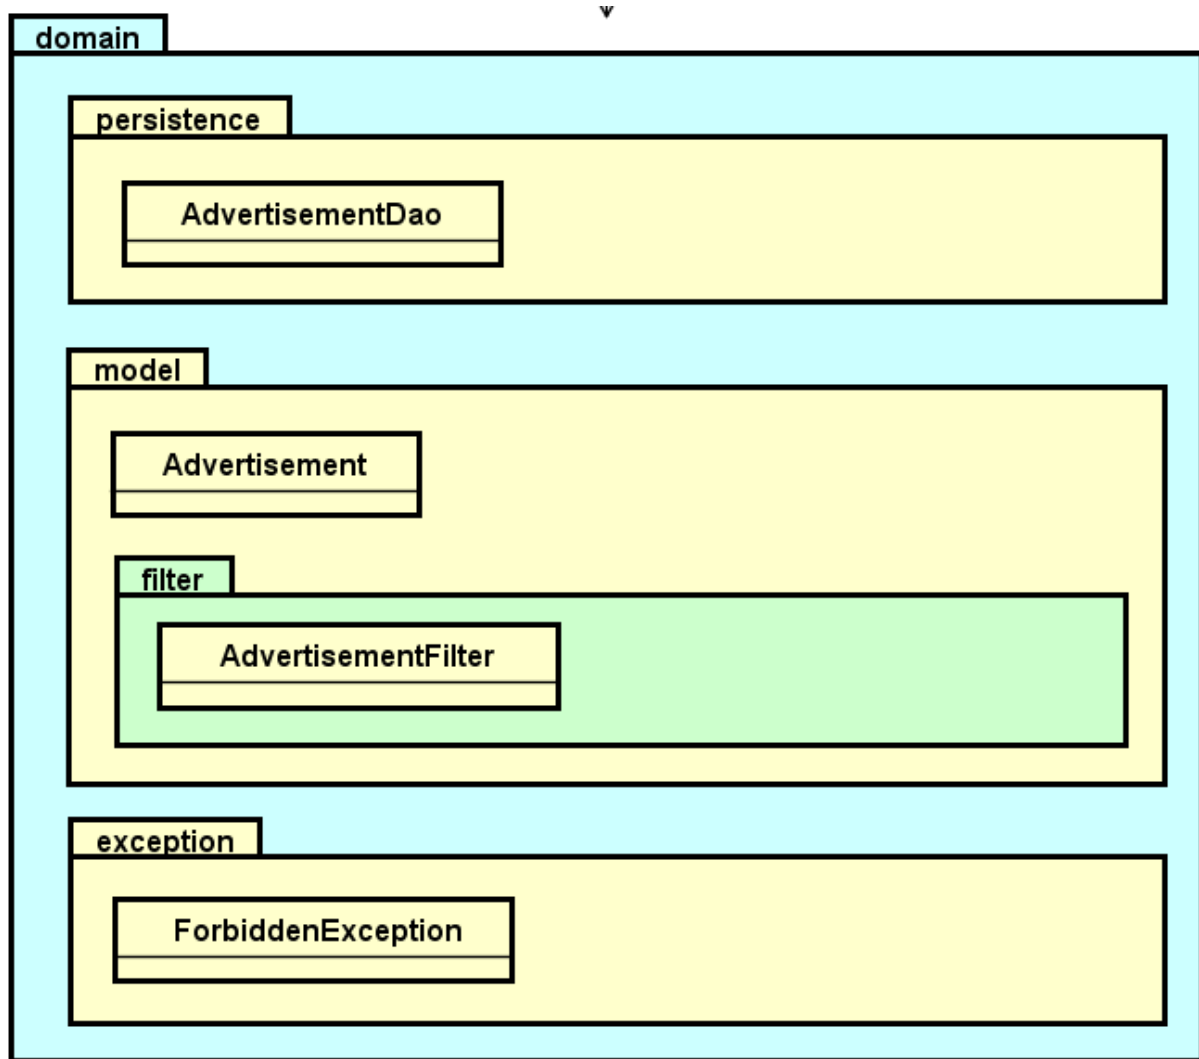 domain
persistence
AdvertisementDao
model
Advertisement
filter
AdvertisementFilter
exception
ForbiddenException